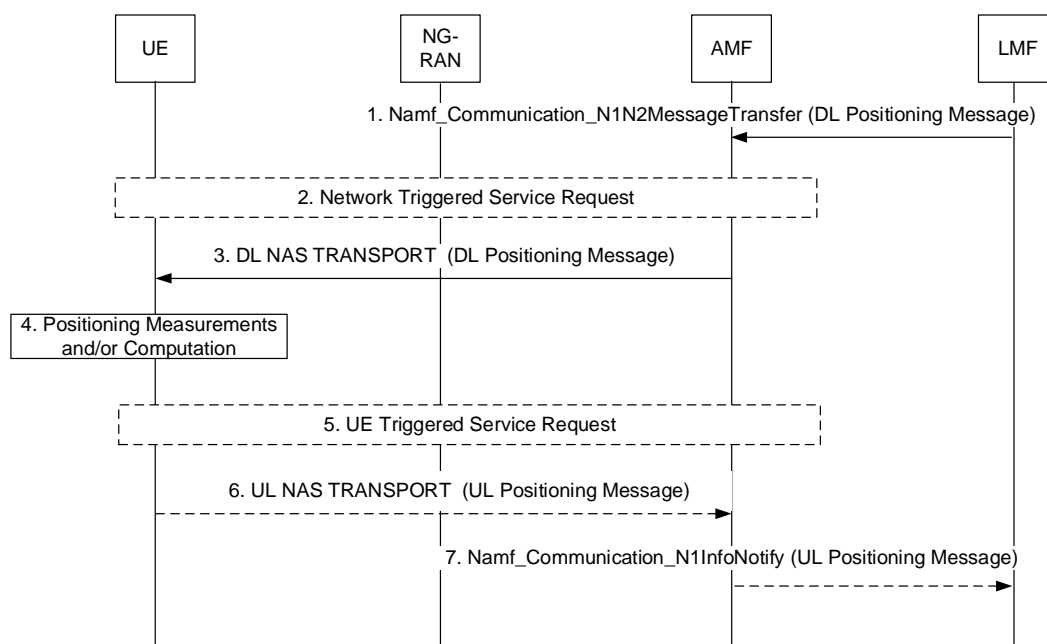 UE
NG-
RAN
AMF
LMF
1. Namf_Communication_N1N2MessageTransfer (DL Positioning Message)
2. Network Triggered Service Request
3. DL NAS TRANSPORT (DL Positioning Message)
4. Positioning Measurements
and/or Computation
5. UE Triggered Service Request
6. UL NAS TRANSPORT (UL Positioning Message)
7. Namf_Communication_N1InfoNotify (UL Positioning Message)